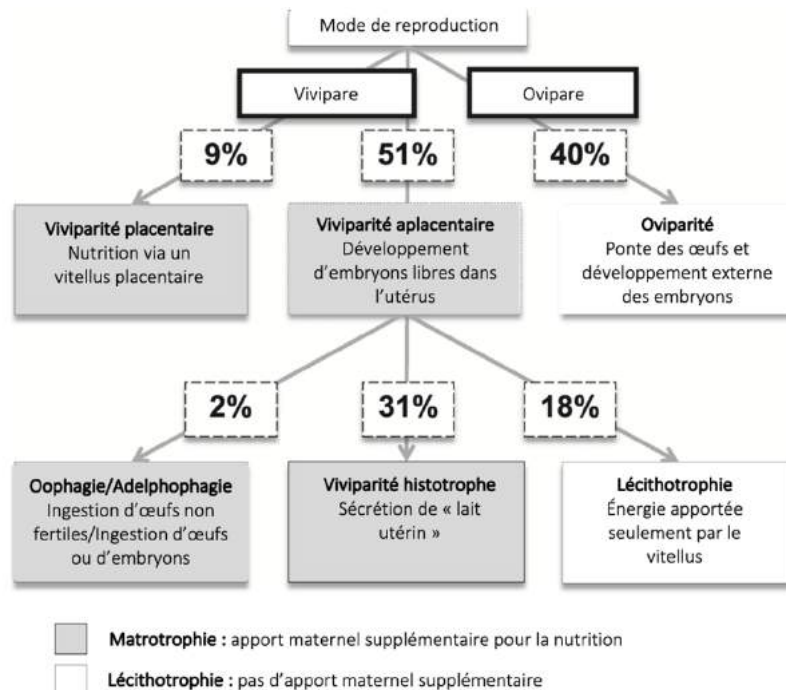 Mode de reproduction
Vivipare
Ovipare
9%
51%
40%
Viviparité placentaire
Nutrition via un
vitellus placentaire
Viviparité aplacentaire
Développement
d'embryons libres dans
l'utérus
Oviparité
Ponte des œufs et
développement externe
des embryons
2%
31%
18%
Oophagie/Adelphophagie
Ingestion d'œufs non
fertiles/Ingestion d'œufs
ou d'embryons
Viviparité histotrophe
Sécrétion de « lait
utérin »
Lécithotrophie
Énergie apportée
seulement par le
vitellus
Matrotrophie : apport maternel supplémentaire pour la nutrition
Lécithotrophie : pas d'apport maternel supplémentaire